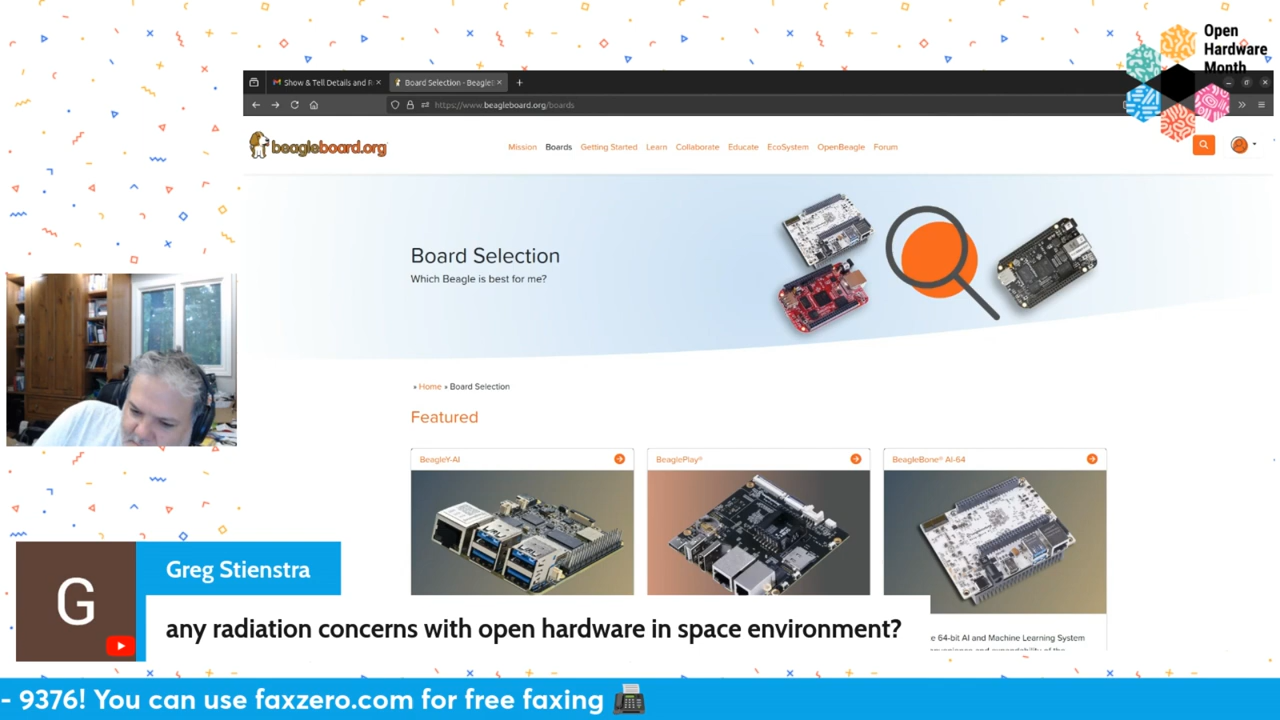 Open
Hardware
Month
Show & Tell Details and R
Board Selection - Beagle
https://www.beagleboard.org/boards
beagleboard.org
Mission Boards Getting Started Learn Collaborate Educate EcoSystem OpenBeagle Forum
Board Selection
Which Beagle is best for me?
» Home » Board Selection
Featured
BeagleY-AI
BeaglePlay®
BeagleBone® AI-64
G
Greg Stienstra
any radiation concerns with open hardware in space environment?
e 64-bit AI and Machine Learning System
- 9376! You can use faxzero.com for free faxing